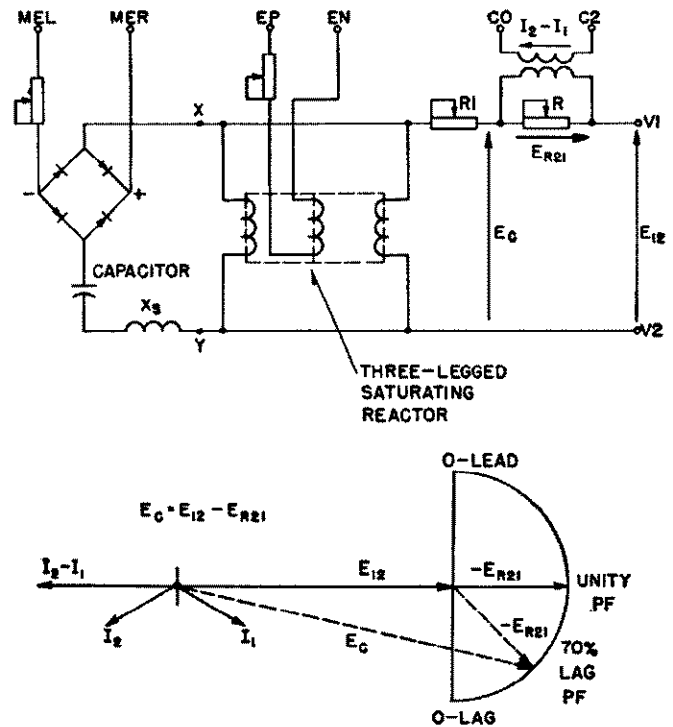 MEL MER EP EN CO C2
I2-I1
X R1 R V1
ER21
- +
EC E12
CAPACITOR
XS
Y V2
THREE-LEGGED
SATURATING
REACTOR
O-LEAD
EC = E12 - ER21
I2-I1 E12 -ER21 UNITY
PF
I2 I1 EC -ER21 70%
LAG
PF
O-LAG